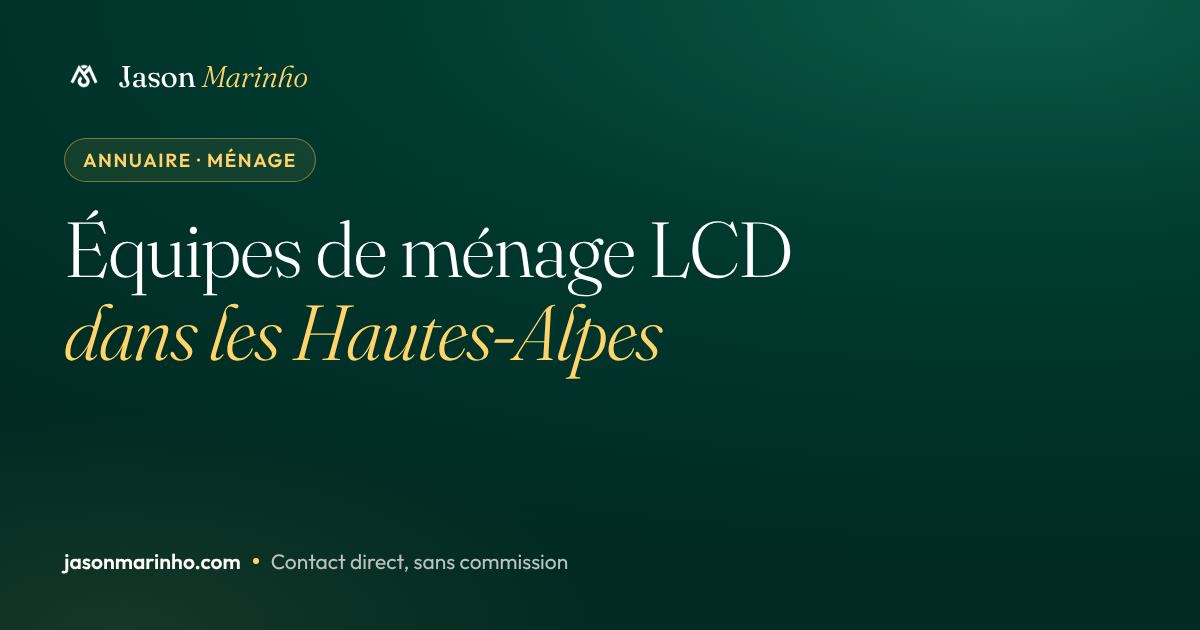 Jason Marinho
ANNUAIRE · MÉNAGE
Équipes de ménage LCD
dans les Hautes-Alpes
jasonmarinho.com • Contact direct, sans commission